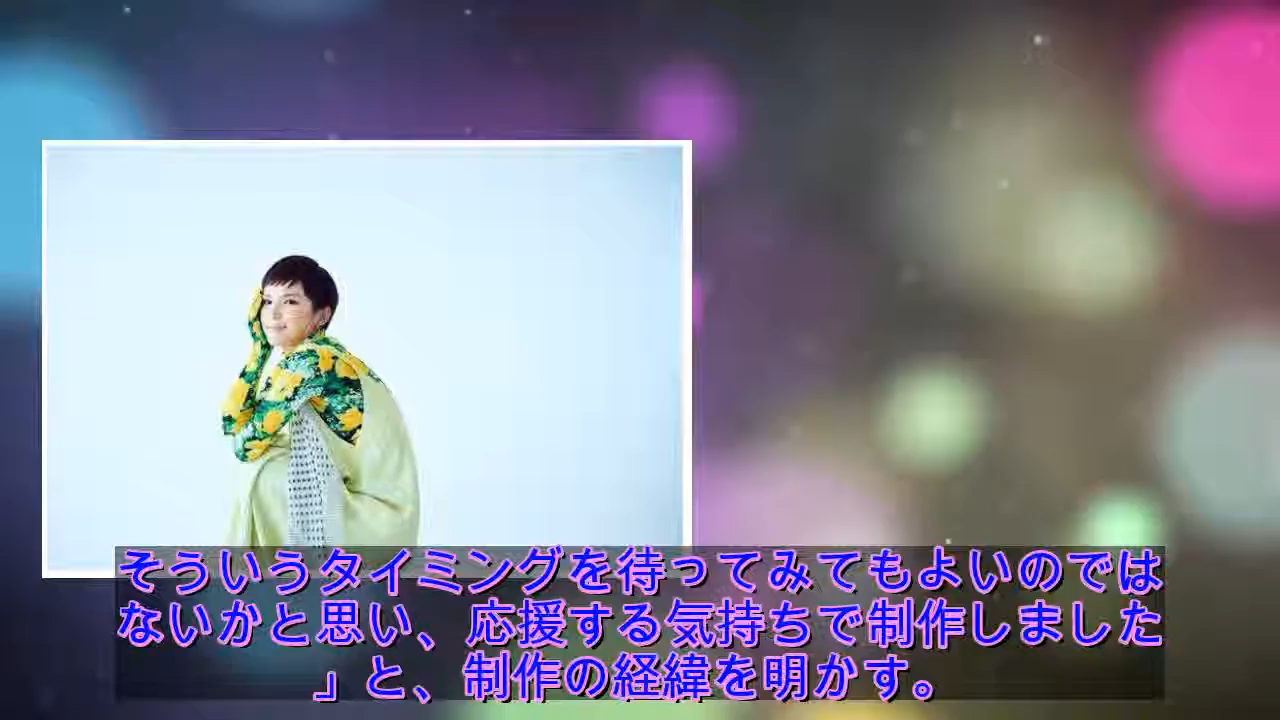 そういうタイミングを待ってみてもよいのでは
ないかと思い、応援する気持ちで制作しました
」と、制作の経緯を明かす。